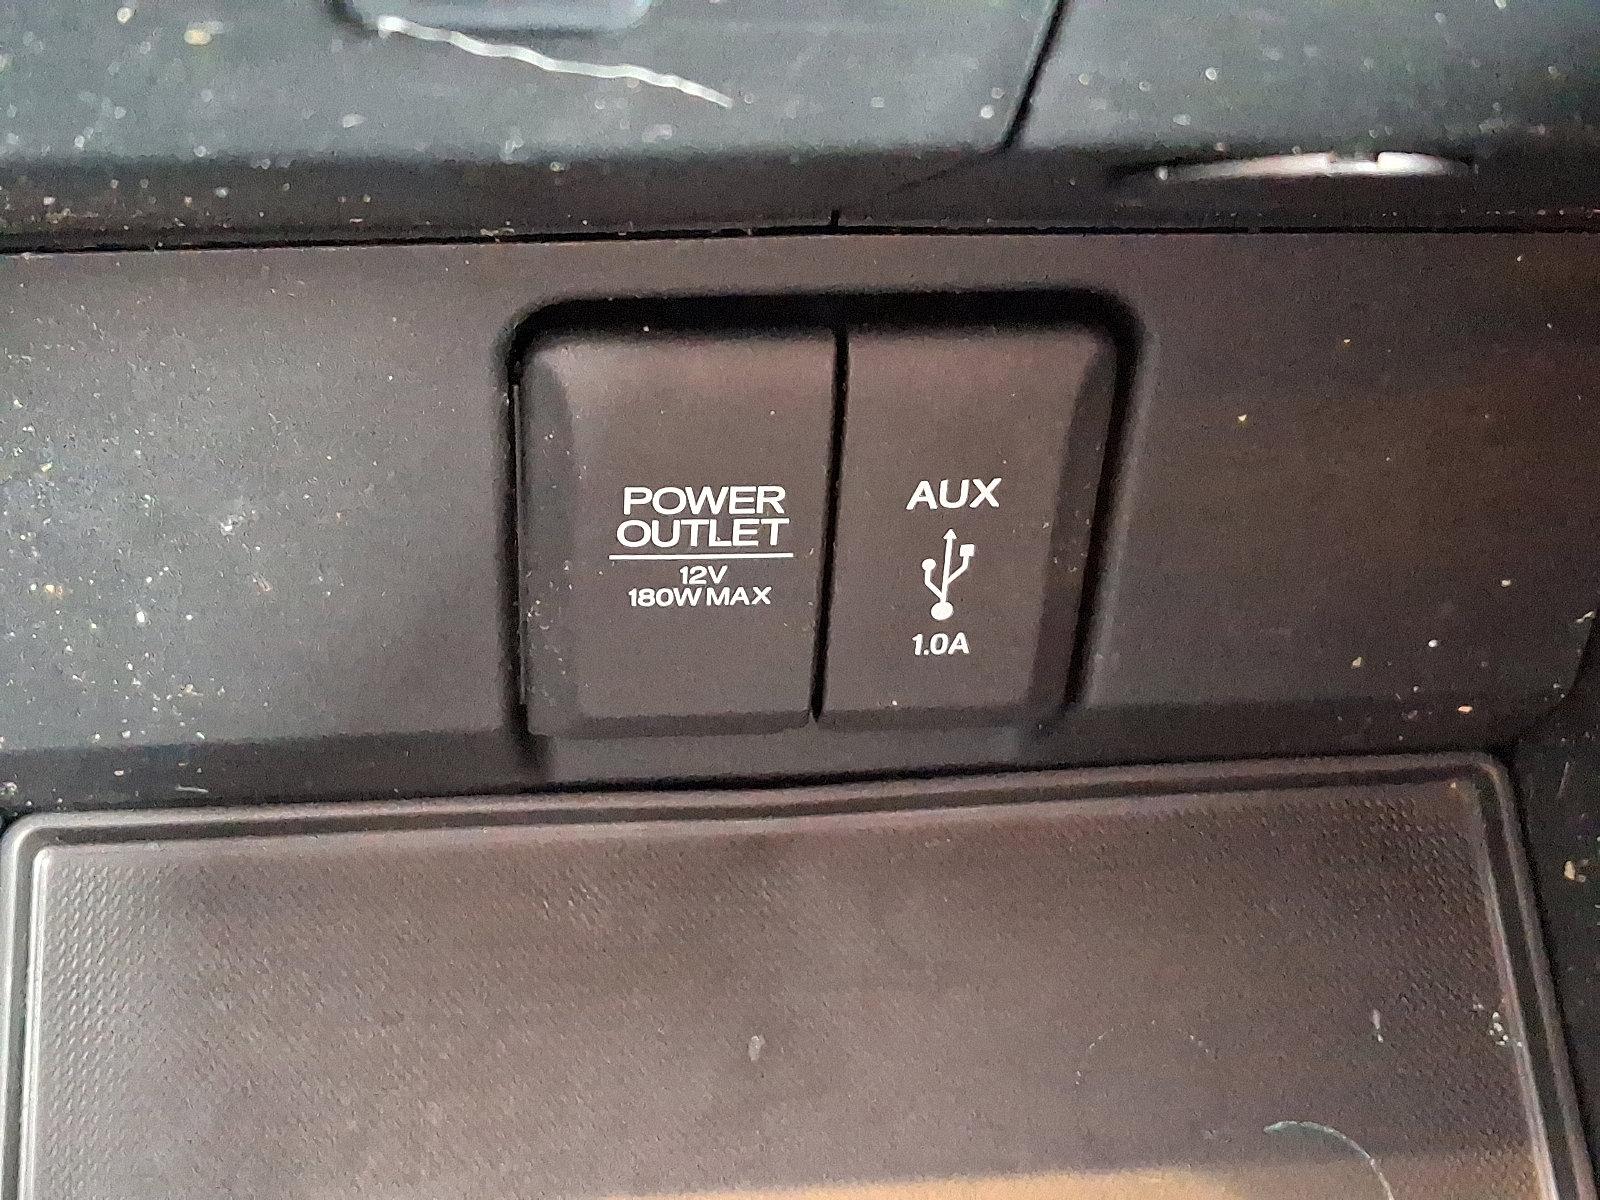 POWER
OUTLET
12V
180W MAX
AUX
1.0A